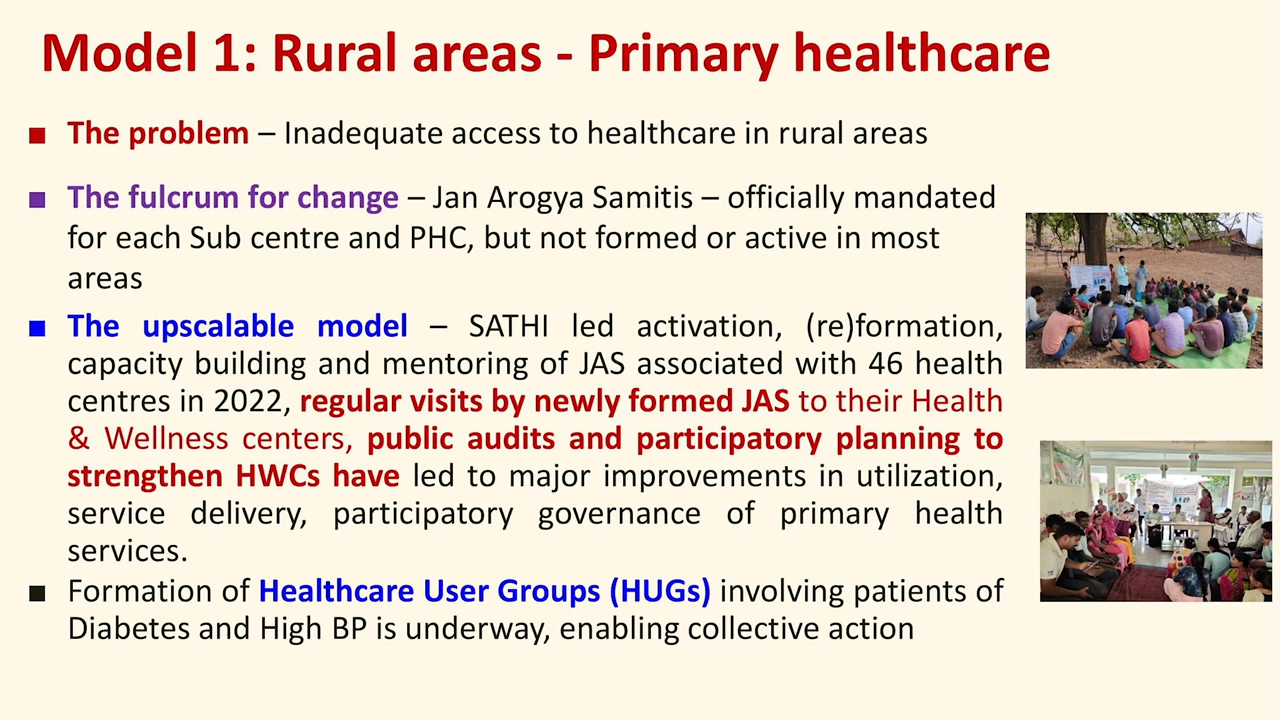 Model 1: Rural areas - Primary healthcare
■ The problem – Inadequate access to healthcare in rural areas
■ The fulcrum for change – Jan Arogya Samitis – officially mandated
for each Sub centre and PHC, but not formed or active in most
areas
■ The upscalable model – SATHI led activation, (re)formation,
capacity building and mentoring of JAS associated with 46 health
centres in 2022, regular visits by newly formed JAS to their Health
& Wellness centers, public audits and participatory planning to
strengthen HWCs have led to major improvements in utilization,
service delivery, participatory governance of primary health
services.
■ Formation of Healthcare User Groups (HUGs) involving patients of
Diabetes and High BP is underway, enabling collective action